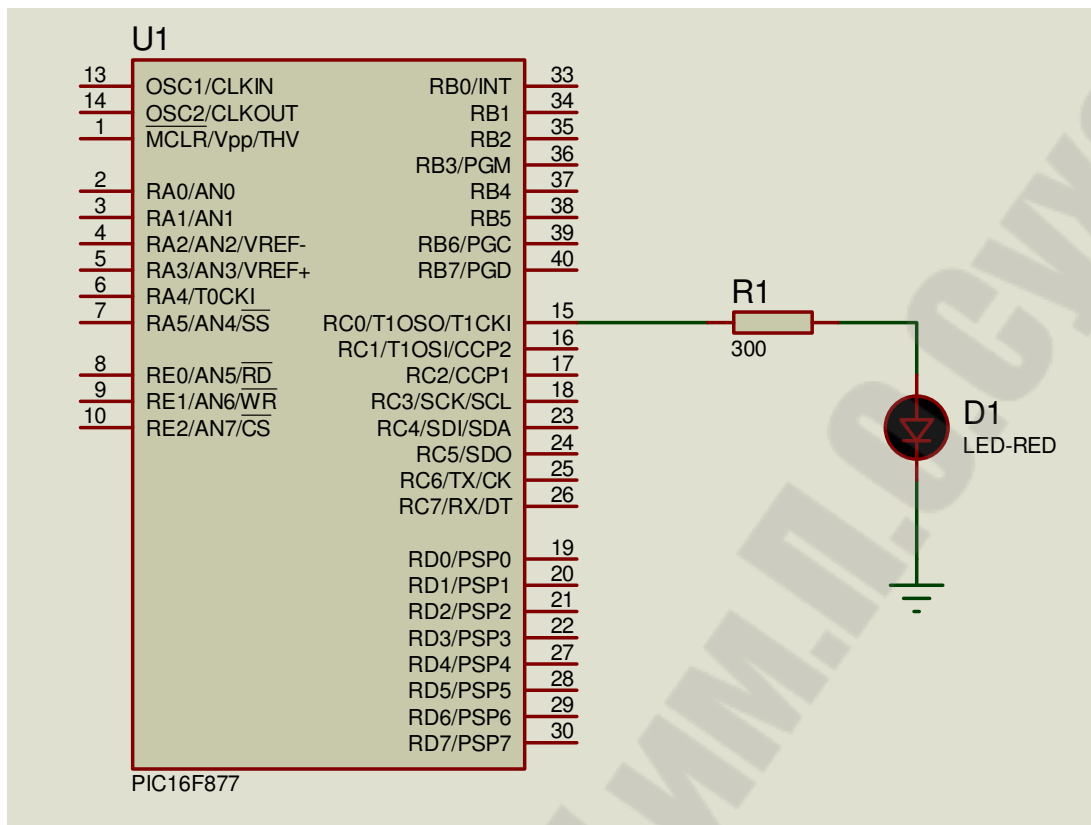 U1
13 OSC1/CLKIN RB0/INT 33
14 OSC2/CLKOUT RB1 34
1 MCLR/Vpp/THV RB2 35
RB3/PGM 36
2 RA0/AN0 RB4 37
3 RA1/AN1 RB5 38
4 RA2/AN2/VREF- RB6/PGC 39
5 RA3/AN3/VREF+ RB7/PGD 40
6 RA4/T0CKI
7 RA5/AN4/SS RC0/T1OSO/T1CKI 15
RC1/T1OSI/CCP2 16
8 RE0/AN5/RD RC2/CCP1 17
9 RE1/AN6/WR RC3/SCK/SCL 18
10 RE2/AN7/CS RC4/SDI/SDA 23
RC5/SDO 24
RC6/TX/CK 25
RC7/RX/DT 26
RD0/PSP0 19
RD1/PSP1 20
RD2/PSP2 21
RD3/PSP3 22
RD4/PSP4 27
RD5/PSP5 28
RD6/PSP6 29
RD7/PSP7 30
PIC16F877
R1
300
D1
LED-RED
им.П.О.